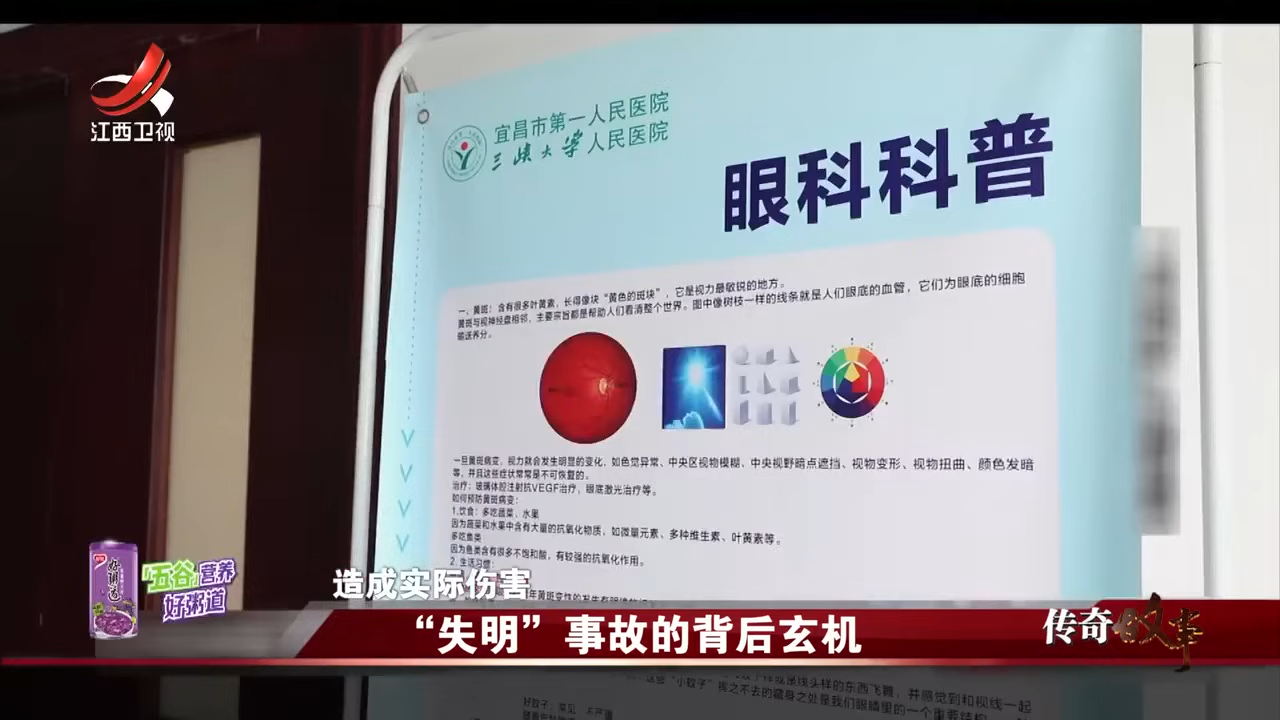 江西卫视
宜昌市第一人民医院
三峡大学人民医院
眼科科普
一、黄斑：含有很多叶黄素，长得像块“黄色的斑块”，它是视力最敏锐的地方。
黄斑与视神经盘相邻，主要宗旨都是帮助人们看清整个世界。图中像树枝一样的线条就是人们眼底的血管，它们为眼底的细胞
输送养分。
一旦黄斑病变，视力就会发生明显的变化，如色觉异常、中央区视物模糊、中央视野暗点遮挡、视物变形、视物扭曲、颜色发暗
等，并且这些症状常常是不可恢复的。
治疗：玻璃体腔注射抗VEGF治疗，眼底激光治疗等。
如何预防黄斑病变：
1.饮食：多吃蔬菜，水果
因为蔬菜和水果中含有大量的抗氧化物质，如微量元素、多种维生素、叶黄素等。
多吃鱼类
因为鱼类含有很多不饱和酸，有较强的抗氧化作用。
2.生活习惯：
好粥道
「五谷」营养
好粥道
造成实际伤害
“失明”事故的背后玄机
传奇故事